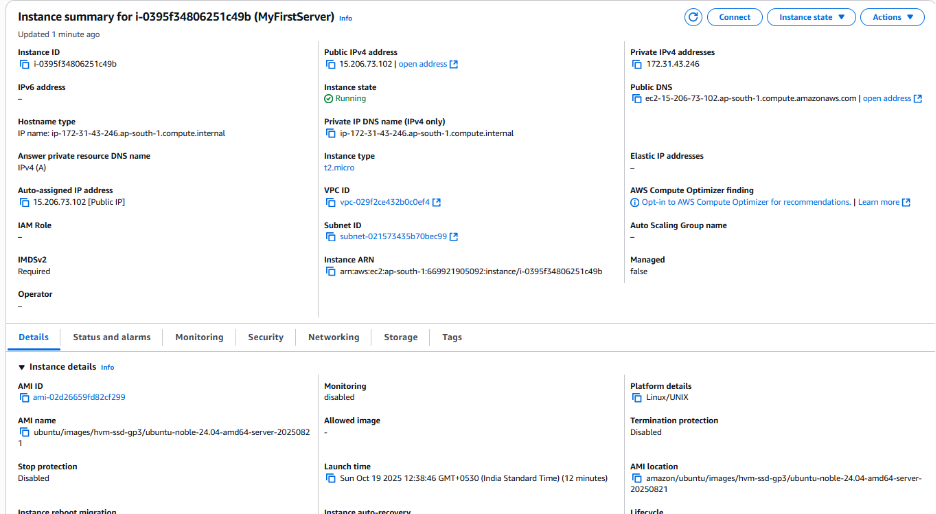 Instance summary for i-0395f34806251c49b (MyFirstServer) Info
Connect
Instance state
Actions
Updated 1 minute ago
Instance ID
i-0395f34806251c49b
Public IPv4 address
15.206.73.102 | open address
Private IPv4 addresses
172.31.43.246
IPv6 address
–
Instance state
Running
Public DNS
ec2-15-206-73-102.ap-south-1.compute.amazonaws.com | open address
Hostname type
IP name: ip-172-31-43-246.ap-south-1.compute.internal
Private IP DNS name (IPv4 only)
ip-172-31-43-246.ap-south-1.compute.internal
Answer private resource DNS name
IPv4 (A)
Instance type
t2.micro
Elastic IP addresses
–
Auto-assigned IP address
15.206.73.102 [Public IP]
VPC ID
vpc-029f2ce432b0c0ef4
AWS Compute Optimizer finding
Opt-in to AWS Compute Optimizer for recommendations. | Learn more
IAM Role
–
Subnet ID
subnet-021573435b70bec99
Auto Scaling Group name
–
IMDSv2
Required
Instance ARN
arn:aws:ec2:ap-south-1:669921905092:instance/i-0395f34806251c49b
Managed
false
Operator
–
Details
Status and alarms
Monitoring
Security
Networking
Storage
Tags
Instance details Info
AMI ID
ami-02d26659fd82cf299
Monitoring
disabled
Platform details
Linux/UNIX
AMI name
ubuntu/images/hvm-ssd-gp3/ubuntu-noble-24.04-amd64-server-2025082
1
Allowed image
-
Termination protection
Disabled
Stop protection
Disabled
Launch time
Sun Oct 19 2025 12:38:46 GMT+0530 (India Standard Time) (12 minutes)
AMI location
amazon/ubuntu/images/hvm-ssd-gp3/ubuntu-noble-24.04-amd64-server-
20250821
Instance reboot migration
Instance auto-recovery
Lifecycle